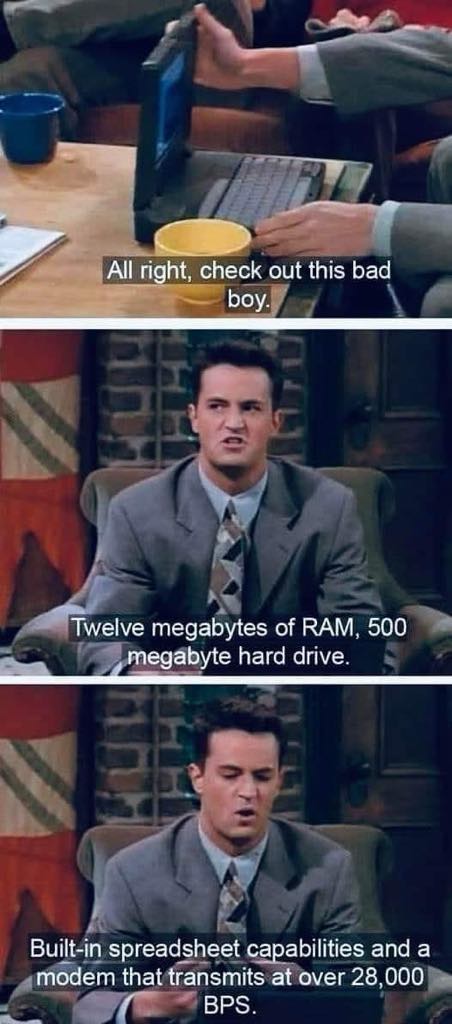 All right, check out this bad
boy.
Twelve megabytes of RAM, 500
megabyte hard drive.
Built-in spreadsheet capabilities and a
modem that transmits at over 28,000
BPS.